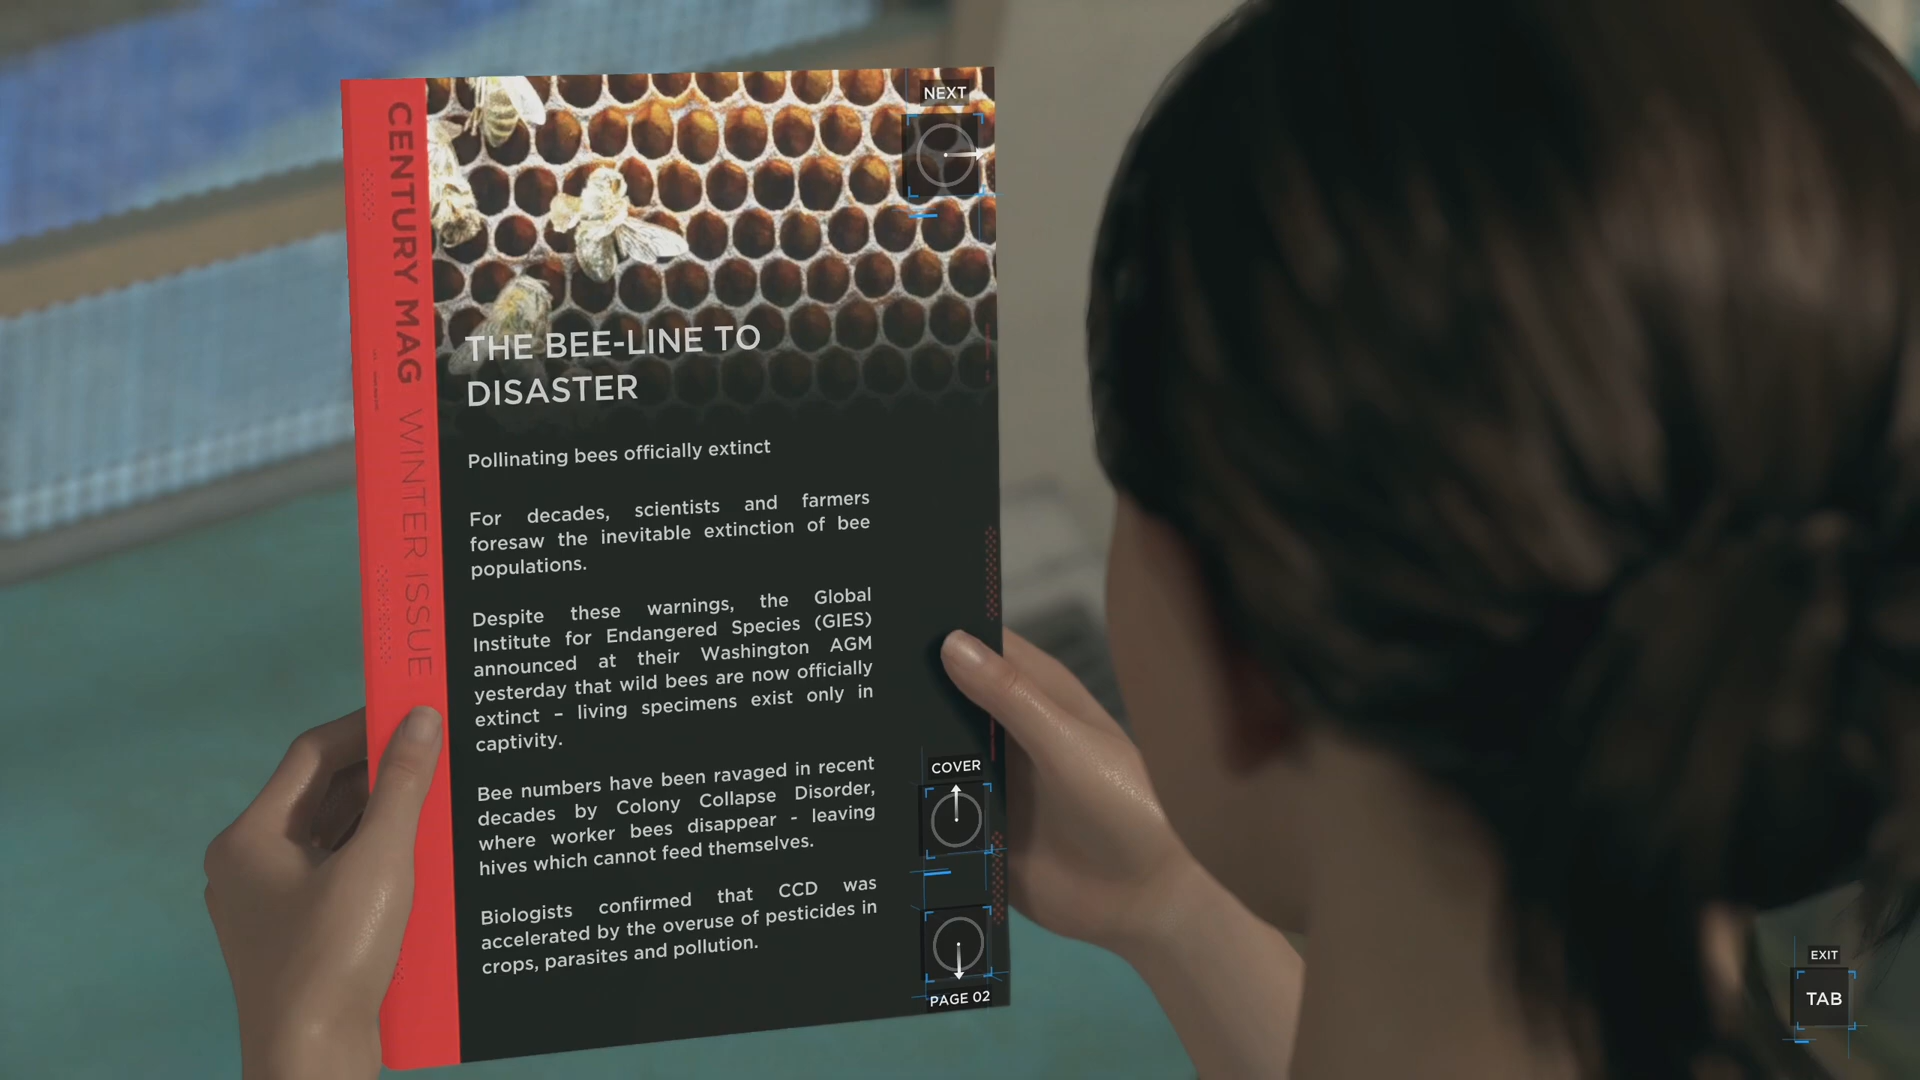 CENTURY MAG WINTER ISSUE
NEXT
THE BEE-LINE TO
DISASTER
Pollinating bees officially extinct
For decades, scientists and farmers
foresaw the inevitable extinction of bee
populations.
Despite these warnings, the Global
Institute for Endangered Species (GIES)
announced at their Washington AGM
yesterday that wild bees are now officially
extinct – living specimens exist only in
captivity.
Bee numbers have been ravaged in recent
decades by Colony Collapse Disorder,
where worker bees disappear - leaving
hives which cannot feed themselves.
Biologists confirmed that CCD was
accelerated by the overuse of pesticides in
crops, parasites and pollution.
COVER
PAGE 02
EXIT
TAB